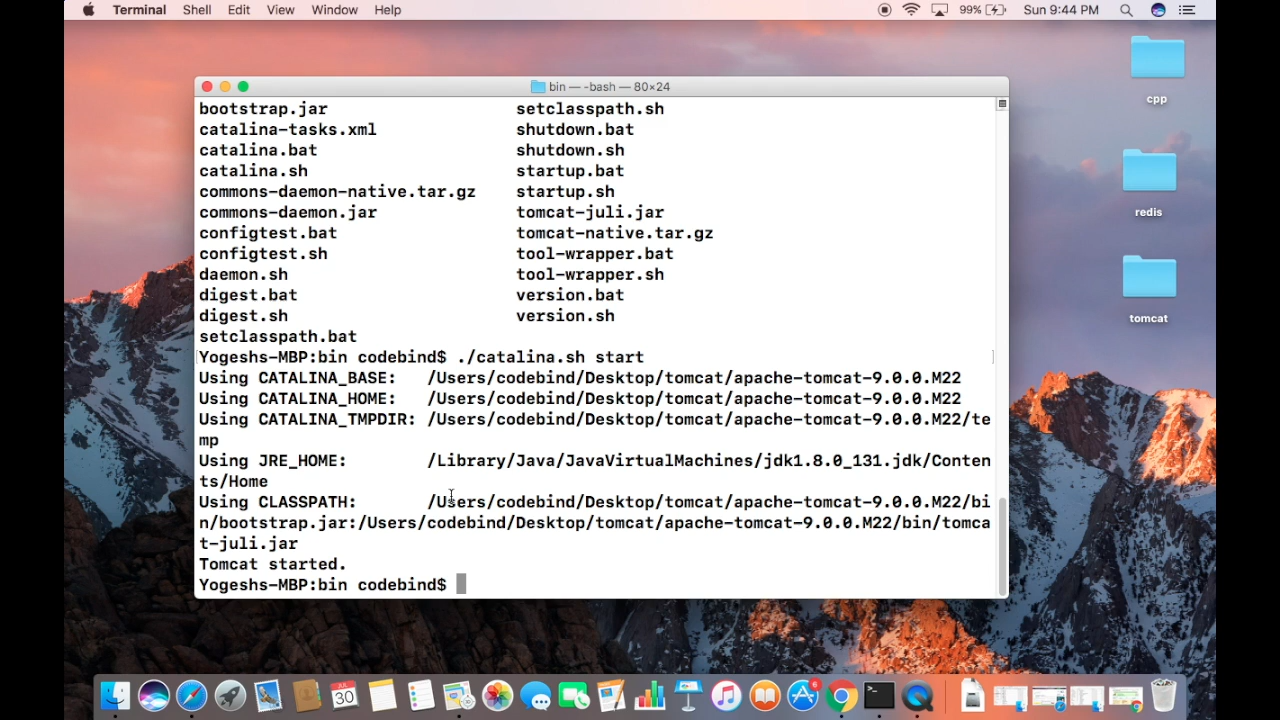 Terminal Shell Edit View Window Help 99% Sun 9:44 PM
bin — -bash — 80×24
cpp
redis
tomcat
bootstrap.jar setclasspath.sh
catalina-tasks.xml shutdown.bat
catalina.bat shutdown.sh
catalina.sh startup.bat
commons-daemon-native.tar.gz startup.sh
commons-daemon.jar tomcat-juli.jar
configtest.bat tomcat-native.tar.gz
configtest.sh tool-wrapper.bat
daemon.sh tool-wrapper.sh
digest.bat version.bat
digest.sh version.sh
setclasspath.bat
Yogeshs-MBP:bin codebind$ ./catalina.sh start
Using CATALINA_BASE: /Users/codebind/Desktop/tomcat/apache-tomcat-9.0.0.M22
Using CATALINA_HOME: /Users/codebind/Desktop/tomcat/apache-tomcat-9.0.0.M22
Using CATALINA_TMPDIR: /Users/codebind/Desktop/tomcat/apache-tomcat-9.0.0.M22/te
mp
Using JRE_HOME: /Library/Java/JavaVirtualMachines/jdk1.8.0_131.jdk/Conten
ts/Home
Using CLASSPATH: /Users/codebind/Desktop/tomcat/apache-tomcat-9.0.0.M22/bi
n/bootstrap.jar:/Users/codebind/Desktop/tomcat/apache-tomcat-9.0.0.M22/bin/tomca
t-juli.jar
Tomcat started.
Yogeshs-MBP:bin codebind$
JUL
30
6